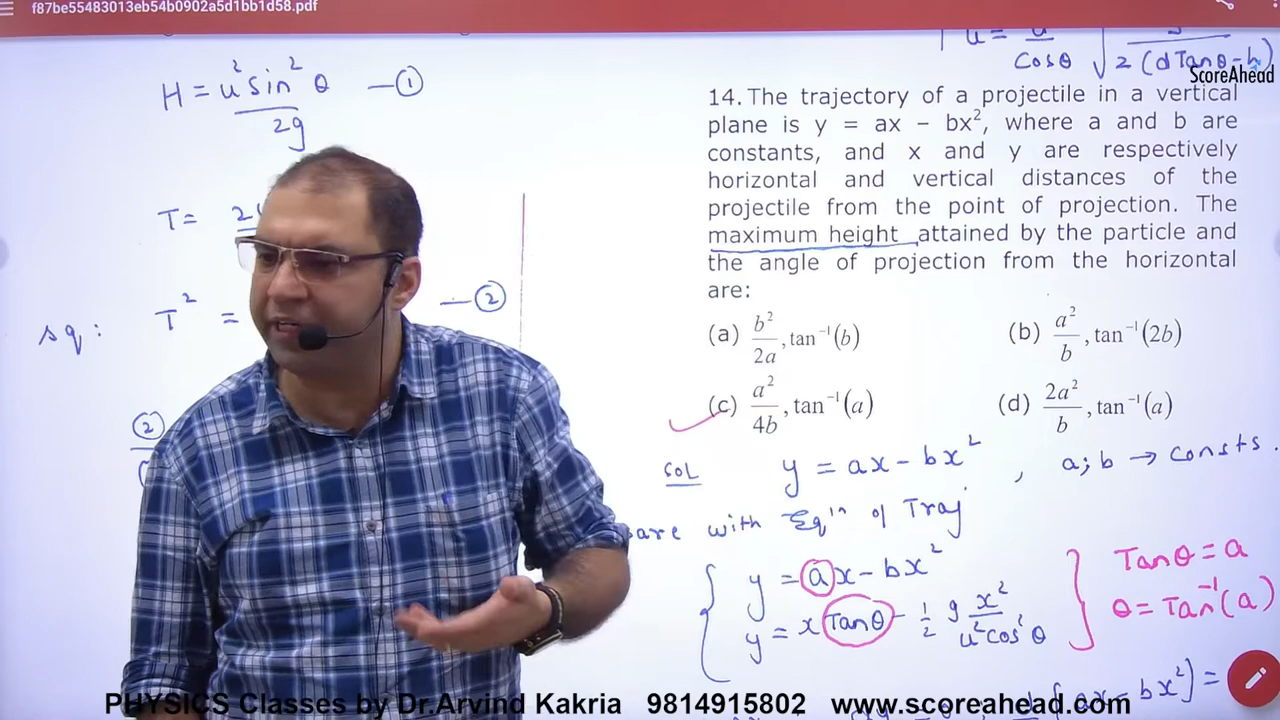 f87be55483013eb54b0902a5d1bb1d58.pdf
ScoreAhead
H = u² sin² θ —①
2g
T =
sq: T² = —②
②
u = u
Cosθ √ 2 (d Tanθ - h)
14. The trajectory of a projectile in a vertical
plane is y = ax – bx², where a and b are
constants, and x and y are respectively
horizontal and vertical distances of the
projectile from the point of projection. The
maximum height attained by the particle and
the angle of projection from the horizontal
are:
(a) b²/2a, tan⁻¹(b) (b) a²/b, tan⁻¹(2b)
(c) a²/4b, tan⁻¹(a) (d) 2a²/b, tan⁻¹(a)
Sol y = ax - bx² , a; b → consts.
with Eqⁿ of Traj
y = ax - bx²
y = x Tanθ - 1/2 g x²/u² cos² θ
Tanθ = a
θ = Tan⁻¹(a)
ax - bx²] =
PHYSICS Classes by Dr.Arvind Kakria 9814915802 www.scoreahead.com